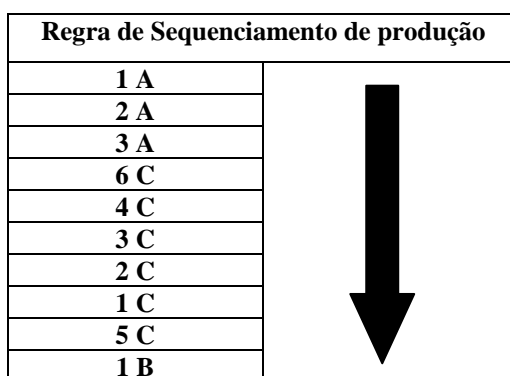 Regra de Sequenciamento de produção
1 A
2 A
3 A
6 C
4 C
3 C
2 C
1 C
5 C
1 B